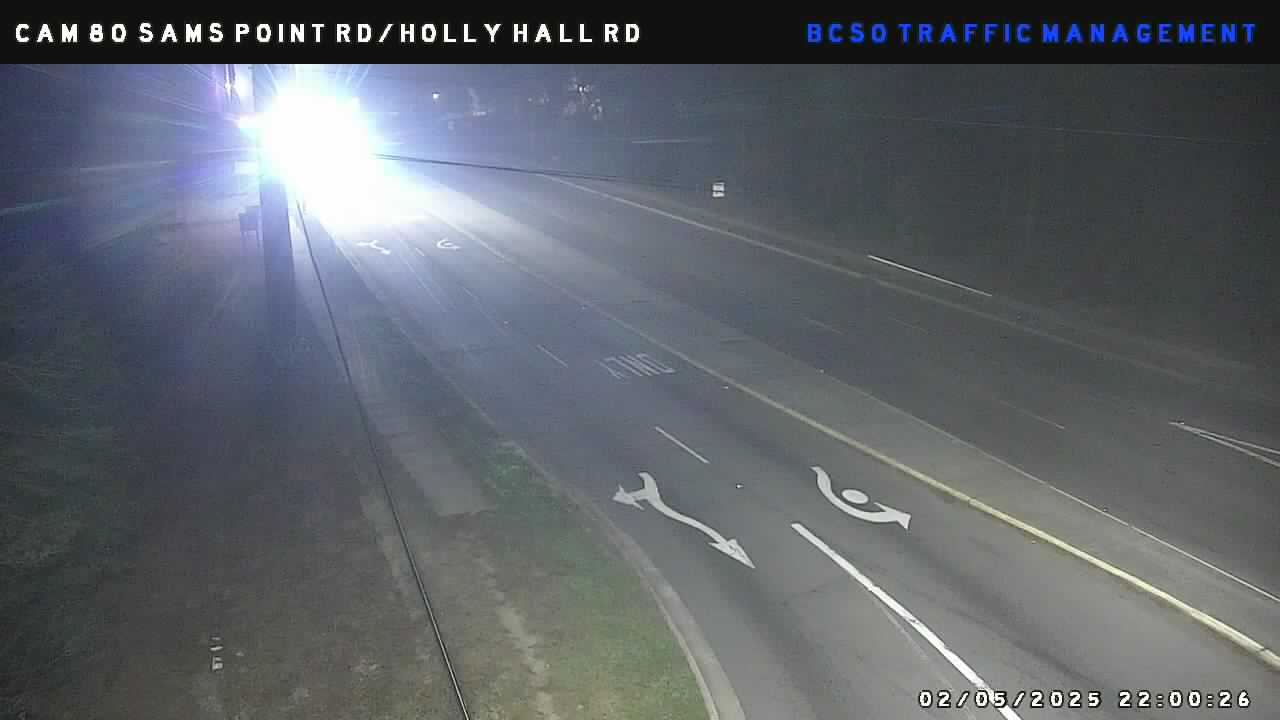 CAM 80 SAMS POINT RD/HOLLY HALL RD
BCSO TRAFFIC MANAGEMENT
ONLY
02/05/2025 22:00:26